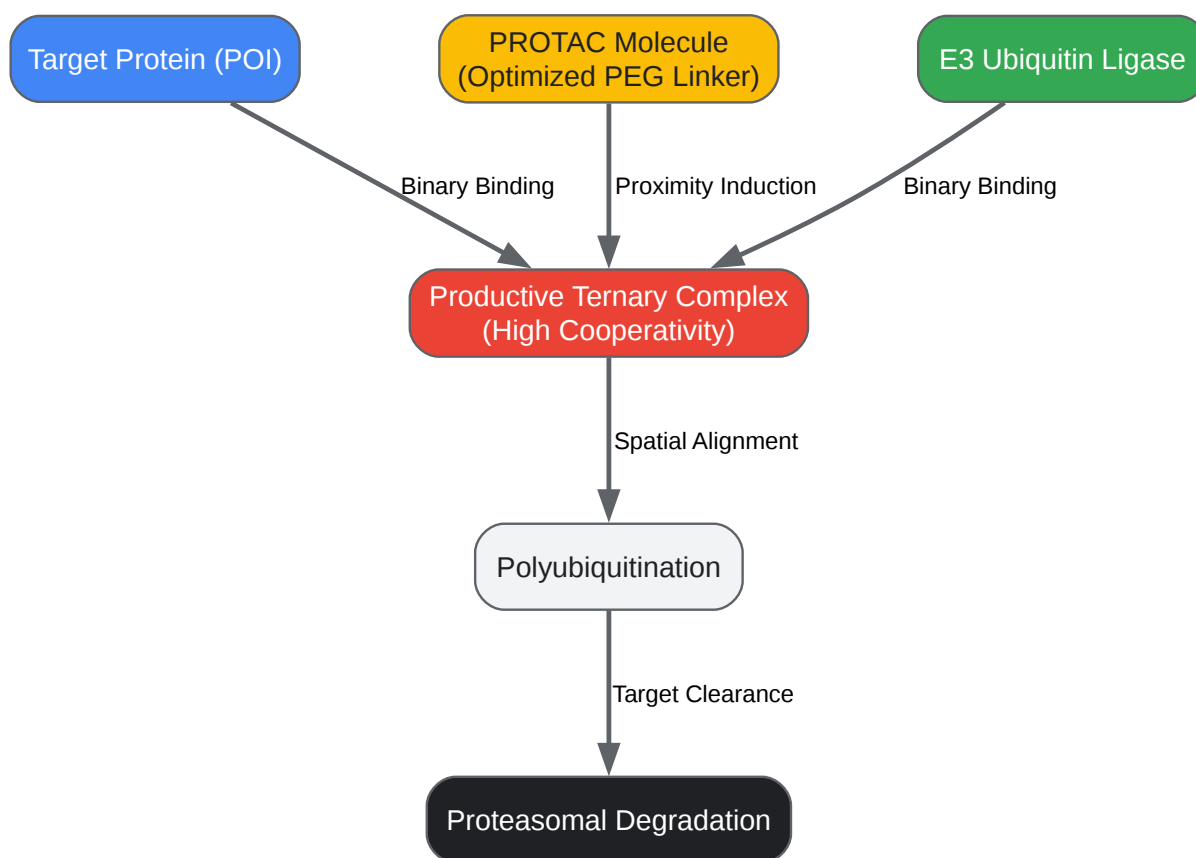 Target Protein (POI)
PROTAC Molecule
(Optimized PEG Linker)
E3 Ubiquitin Ligase
Binary Binding
Proximity Induction
Binary Binding
Productive Ternary Complex
(High Cooperativity)
Spatial Alignment
Polyubiquitination
Target Clearance
Proteasomal Degradation